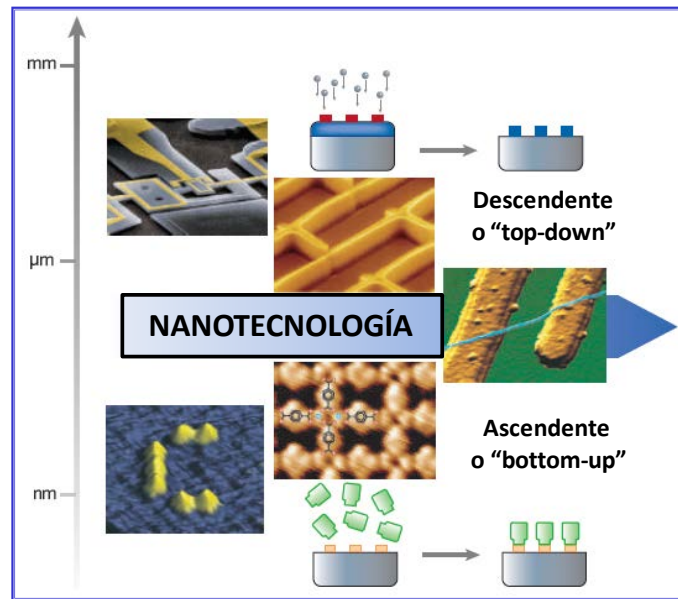 mm
Descendente
o “top-down”
µm
NANOTECNOLOGÍA
Ascendente
o “bottom-up”
nm